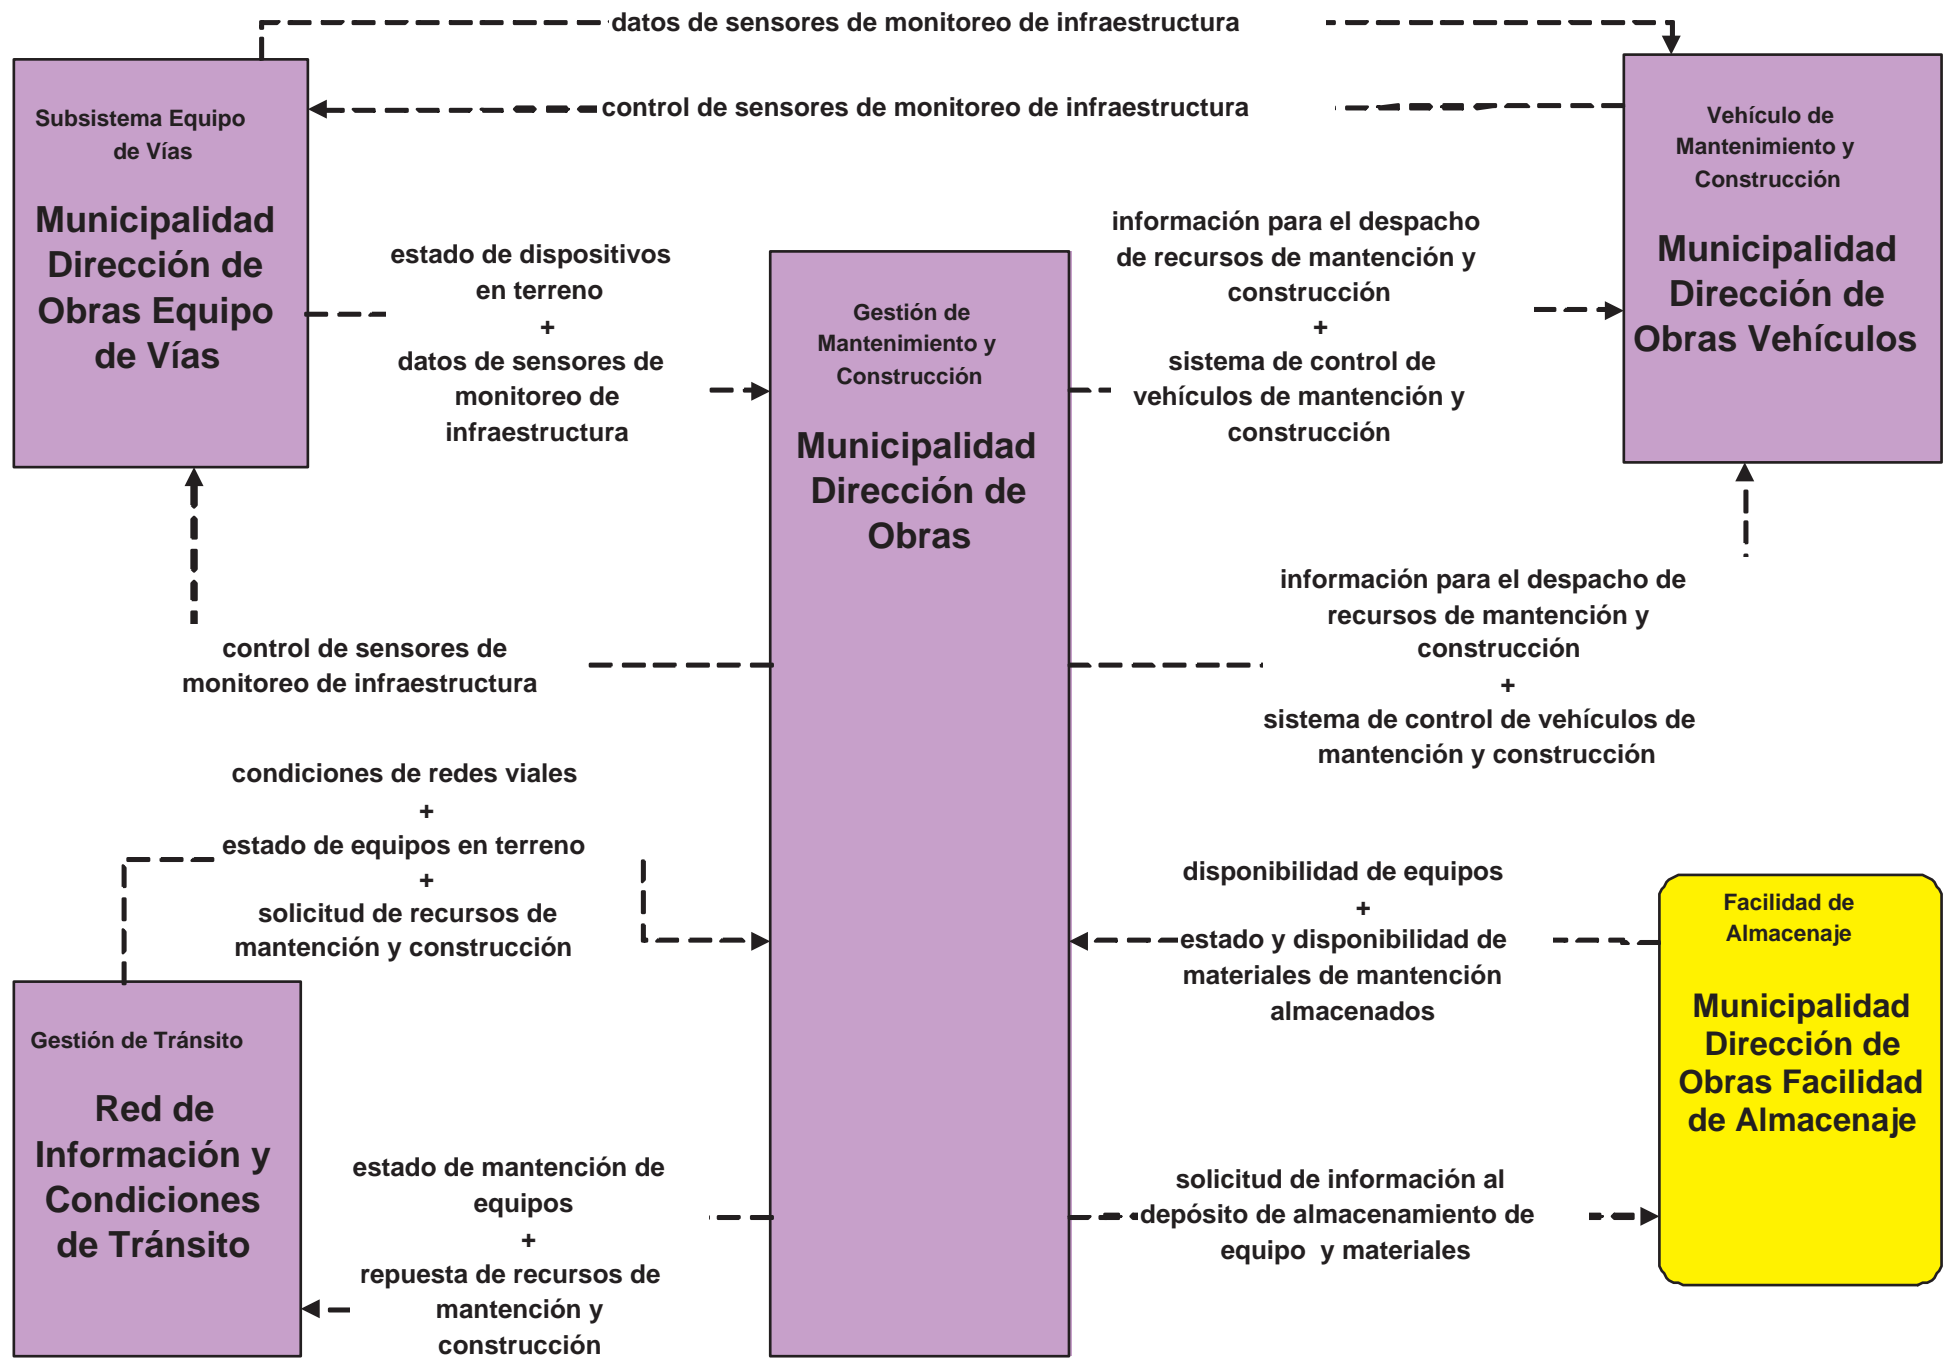 datos de sensores de monitoreo de infraestructura
control de sensores de monitoreo de infraestructura
Subsistema Equipo
de Vías
Municipalidad
Dirección de
Obras Equipo
de Vías
estado de dispositivos
en terreno
+
datos de sensores de
monitoreo de
infraestructura
Gestión de
Mantenimiento y
Construcción
Municipalidad
Dirección de
Obras
información para el despacho
de recursos de mantención y
construcción
+
sistema de control de
vehículos de mantención y
construcción
Vehículo de
Mantenimiento y
Construcción
Municipalidad
Dirección de
Obras Vehículos
control de sensores de
monitoreo de infraestructura
información para el despacho de
recursos de mantención y
construcción
+
sistema de control de vehículos de
mantención y construcción
condiciones de redes viales
+
estado de equipos en terreno
+
solicitud de recursos de
mantención y construcción
disponibilidad de equipos
+
estado y disponibilidad de
materiales de mantención
almacenados
Facilidad de
Almacenaje
Municipalidad
Dirección de
Obras Facilidad
de Almacenaje
Gestión de Tránsito
Red de
Información y
Condiciones
de Tránsito
estado de mantención de
equipos
+
repuesta de recursos de
mantención y
construcción
solicitud de información al
depósito de almacenamiento de
equipo  y materiales